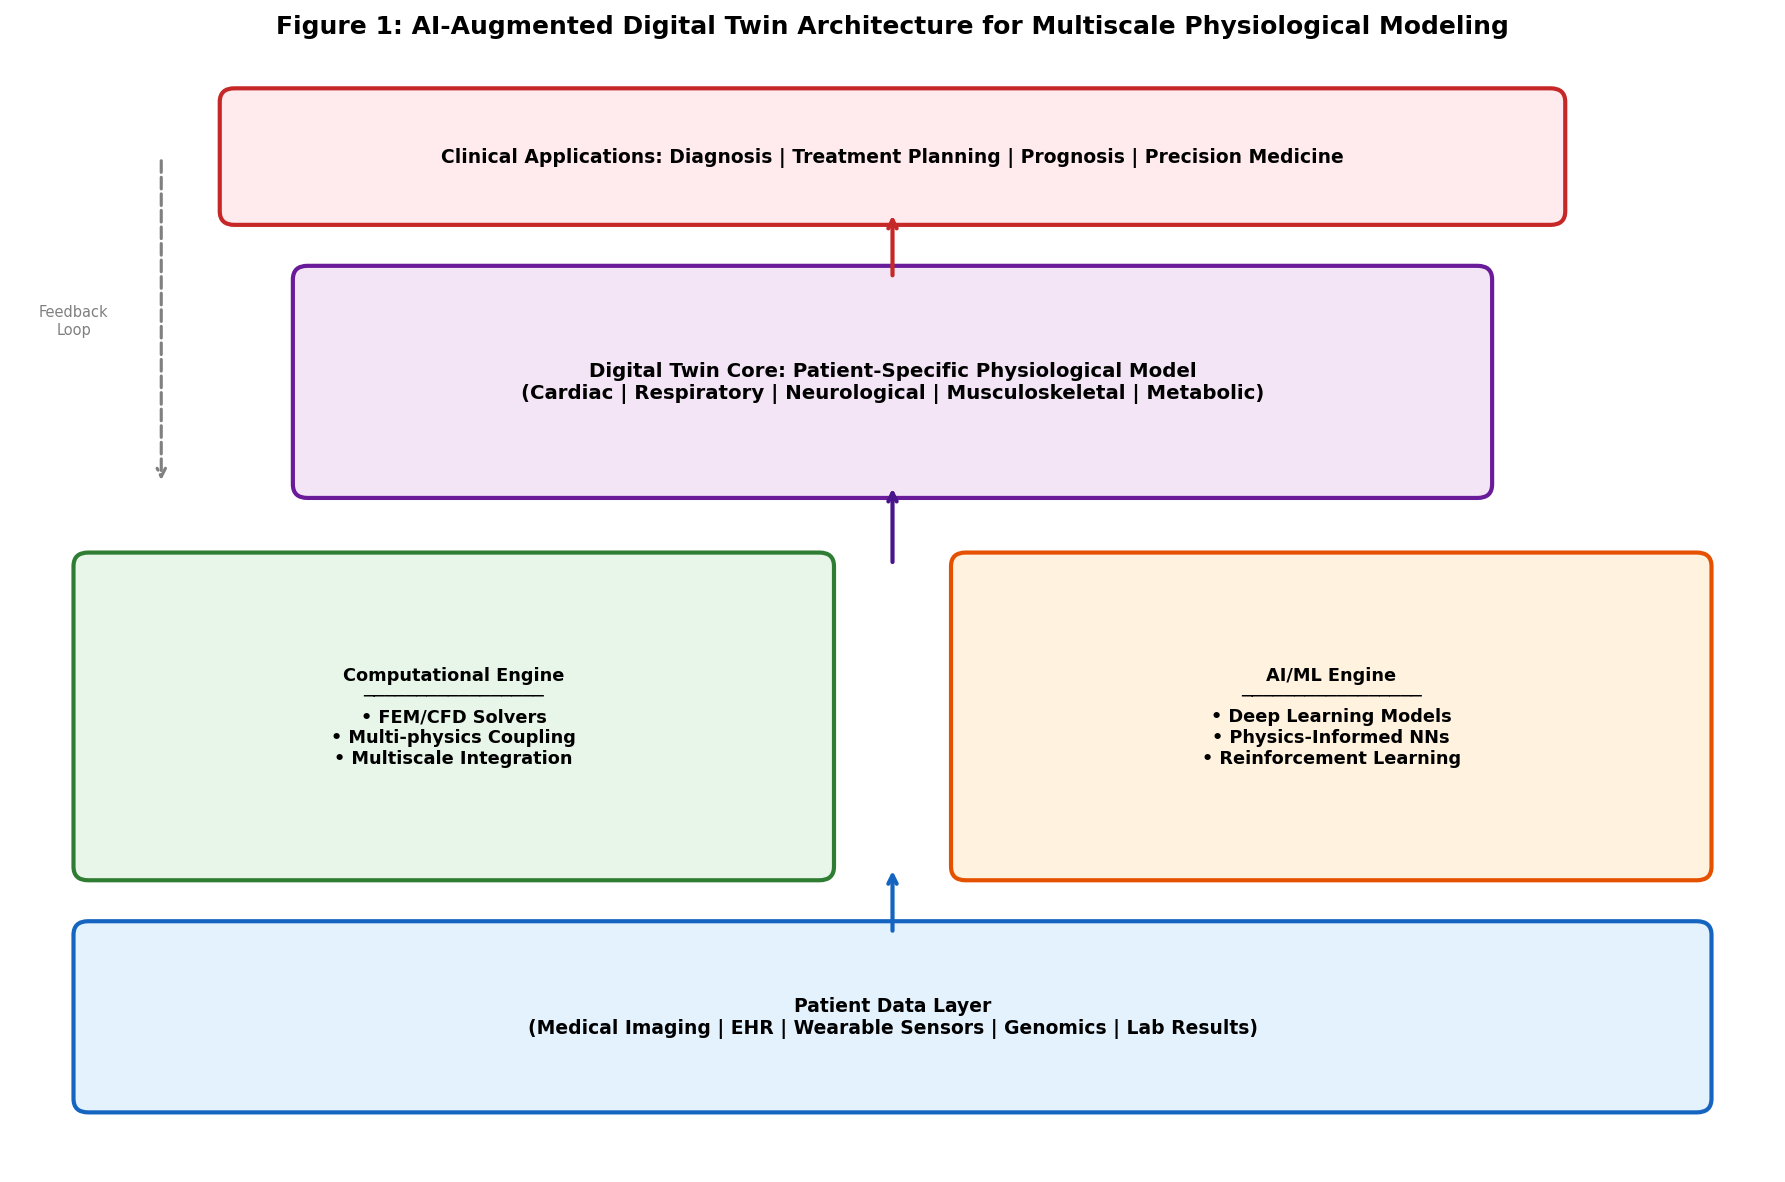 Figure 1: AI-Augmented Digital Twin Architecture for Multiscale Physiological Modeling
Clinical Applications: Diagnosis | Treatment Planning | Prognosis | Precision Medicine
Feedback
Loop
Digital Twin Core: Patient-Specific Physiological Model
(Cardiac | Respiratory | Neurological | Musculoskeletal | Metabolic)
Computational Engine
• FEM/CFD Solvers
• Multi-physics Coupling
• Multiscale Integration
AI/ML Engine
• Deep Learning Models
• Physics-Informed NNs
• Reinforcement Learning
Patient Data Layer
(Medical Imaging | EHR | Wearable Sensors | Genomics | Lab Results)